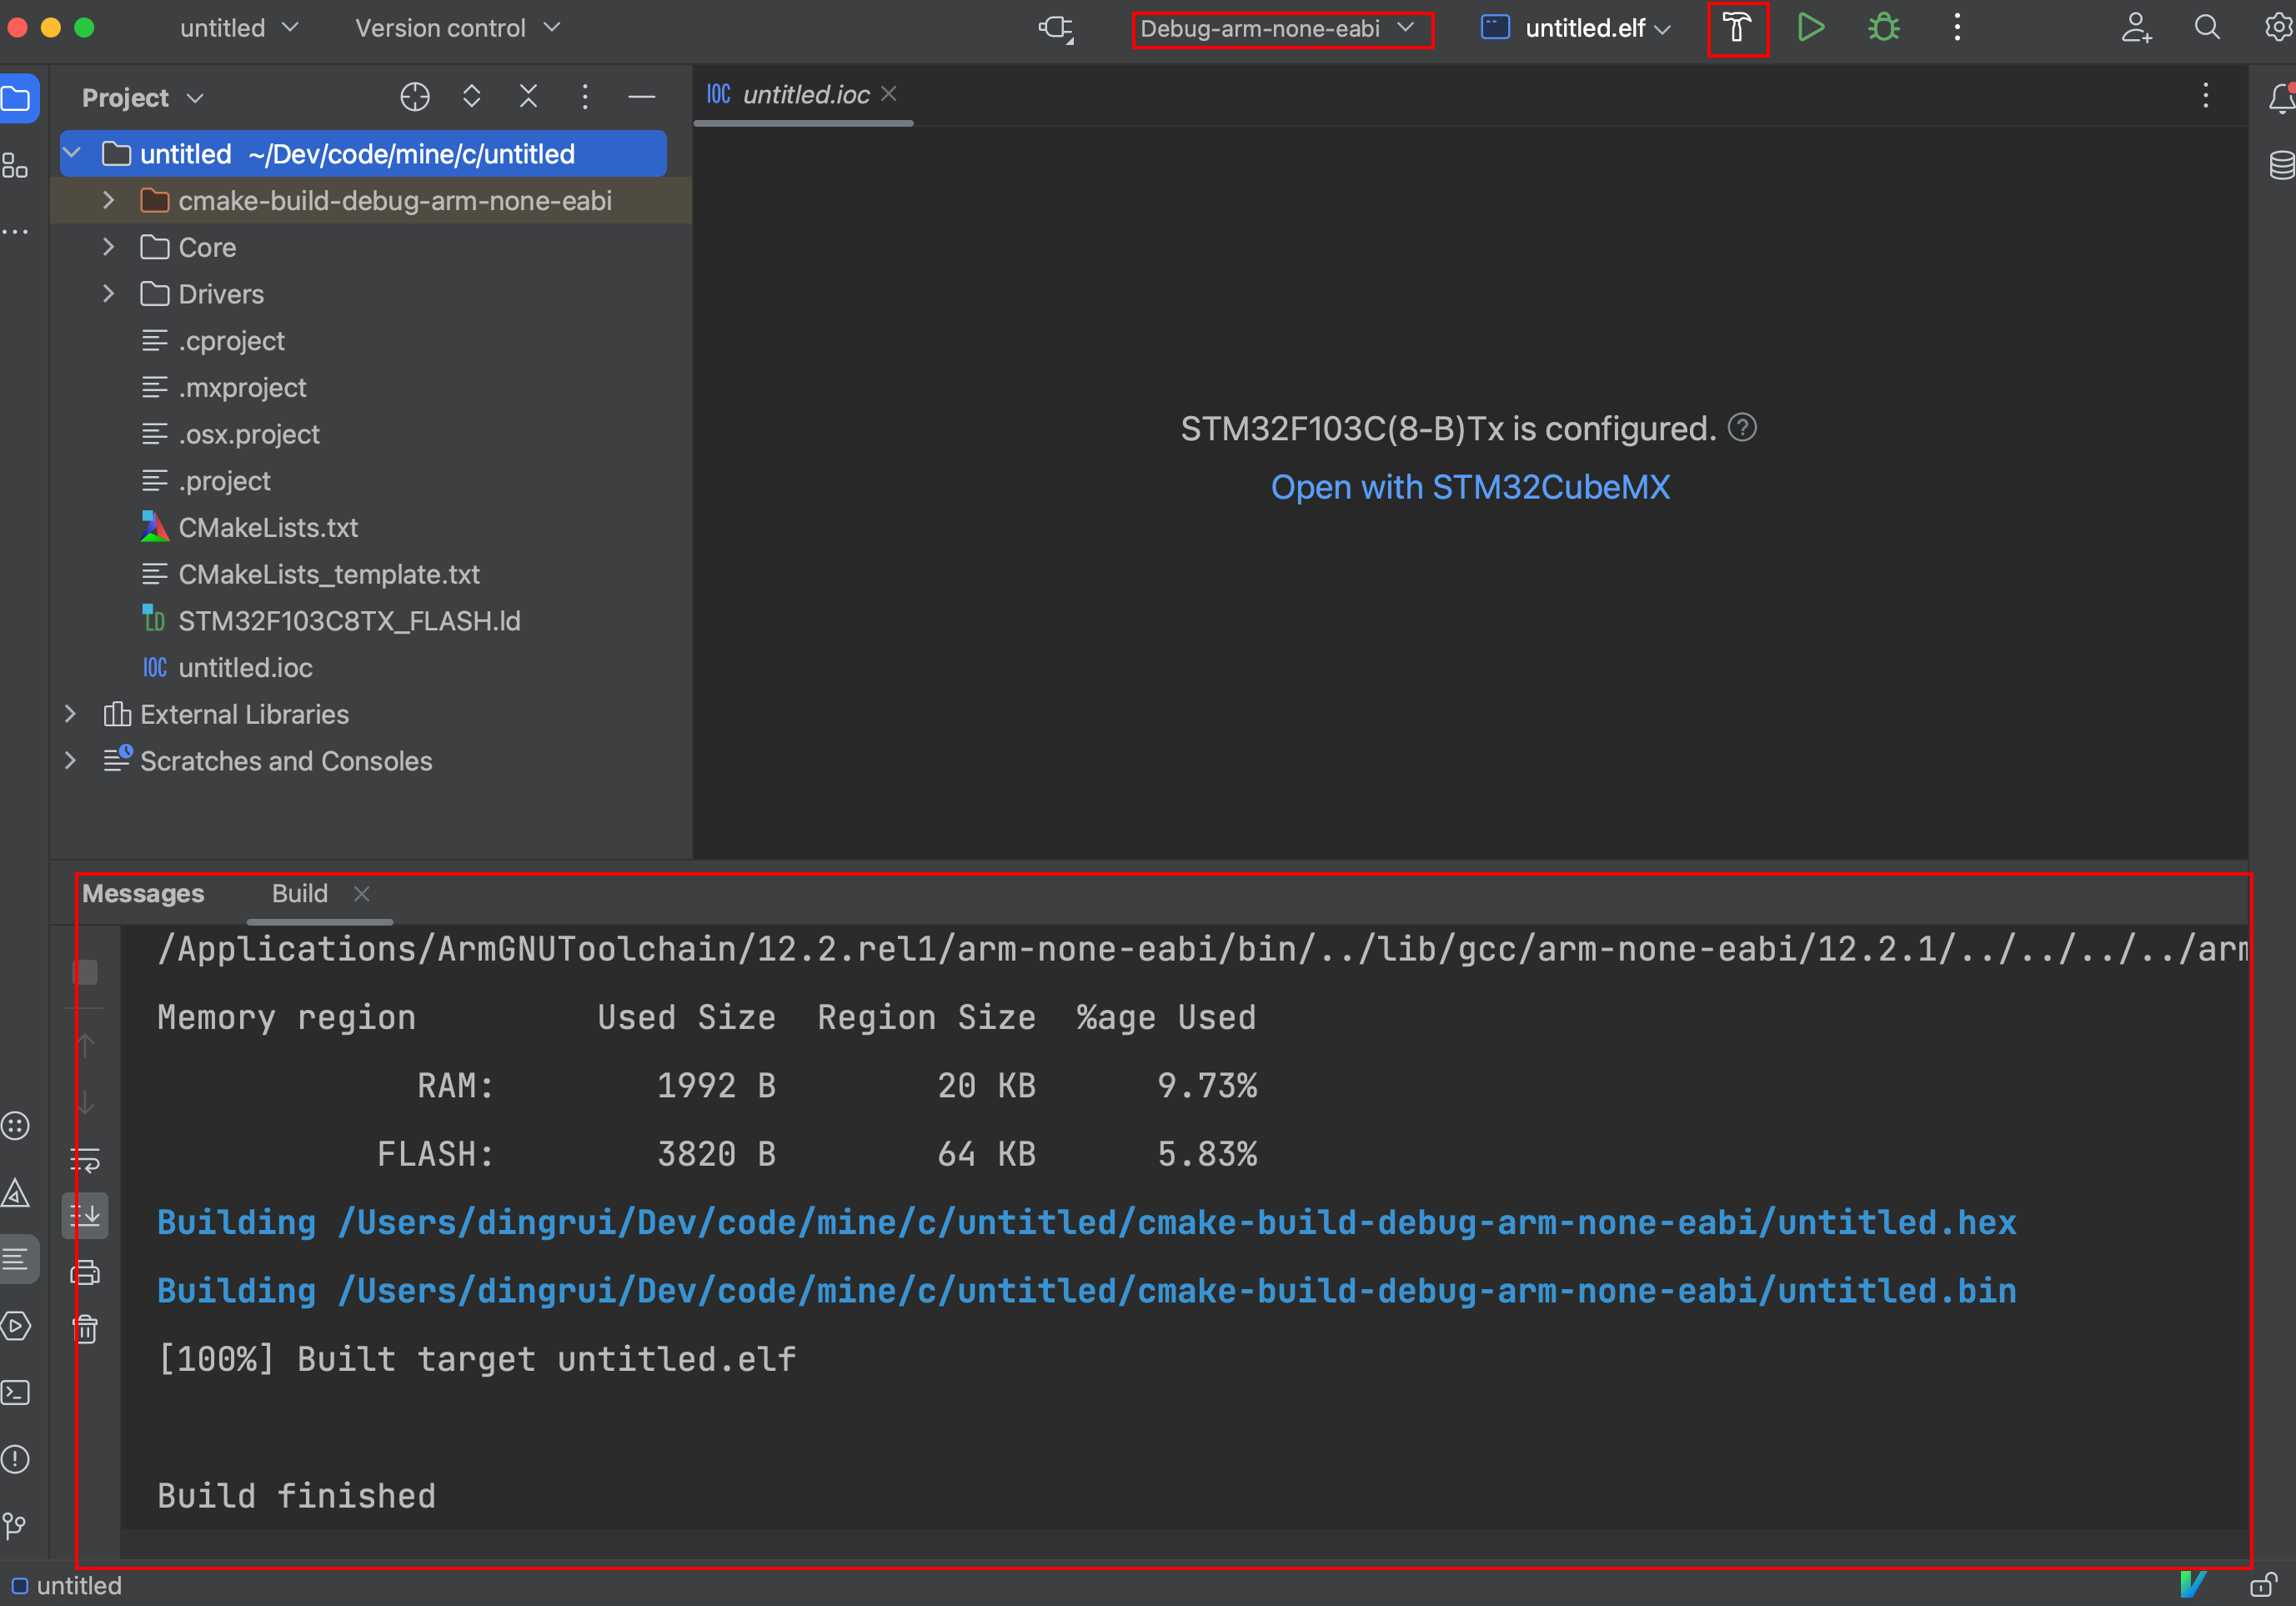 untitled Version control Debug-arm-none-eabi untitled.elf
Project
IOC untitled.ioc
untitled ~/Dev/code/mine/c/untitled
cmake-build-debug-arm-none-eabi
Core
Drivers
.cproject
.mxproject
.osx.project
.project
CMakeLists.txt
CMakeLists_template.txt
LD STM32F103C8TX_FLASH.ld
IOC untitled.ioc
External Libraries
Scratches and Consoles
STM32F103C(8-B)Tx is configured. ?
Open with STM32CubeMX
Messages Build
/Applications/ArmGNUToolchain/12.2.rel1/arm-none-eabi/bin/../lib/gcc/arm-none-eabi/12.2.1/../../../../arm
Memory region Used Size Region Size %age Used
RAM: 1992 B 20 KB 9.73%
FLASH: 3820 B 64 KB 5.83%
Building /Users/dingrui/Dev/code/mine/c/untitled/cmake-build-debug-arm-none-eabi/untitled.hex
Building /Users/dingrui/Dev/code/mine/c/untitled/cmake-build-debug-arm-none-eabi/untitled.bin
[100%] Built target untitled.elf
Build finished
untitled